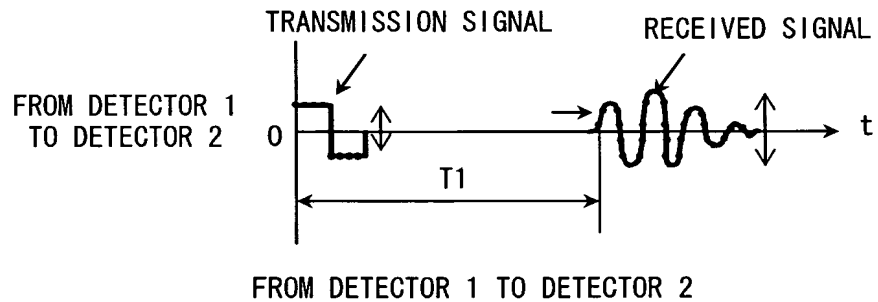 TRANSMISSION SIGNAL
RECEIVED SIGNAL
FROM DETECTOR 1
TO DETECTOR 2
0
t
T1
FROM DETECTOR 1 TO DETECTOR 2